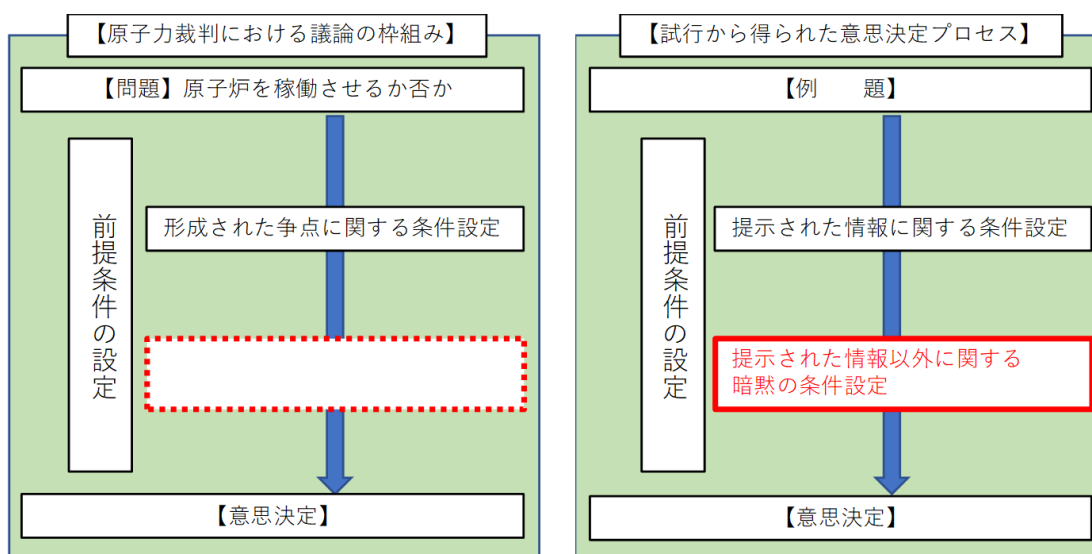 【原子力裁判における議論の枠組み】
【問題】原子炉を稼働させるか否か
前提条件の設定
形成された争点に関する条件設定
【意思決定】
【試行から得られた意思決定プロセス】
【例　　題】
前提条件の設定
提示された情報に関する条件設定
提示された情報以外に関する
暗黙の条件設定
【意思決定】